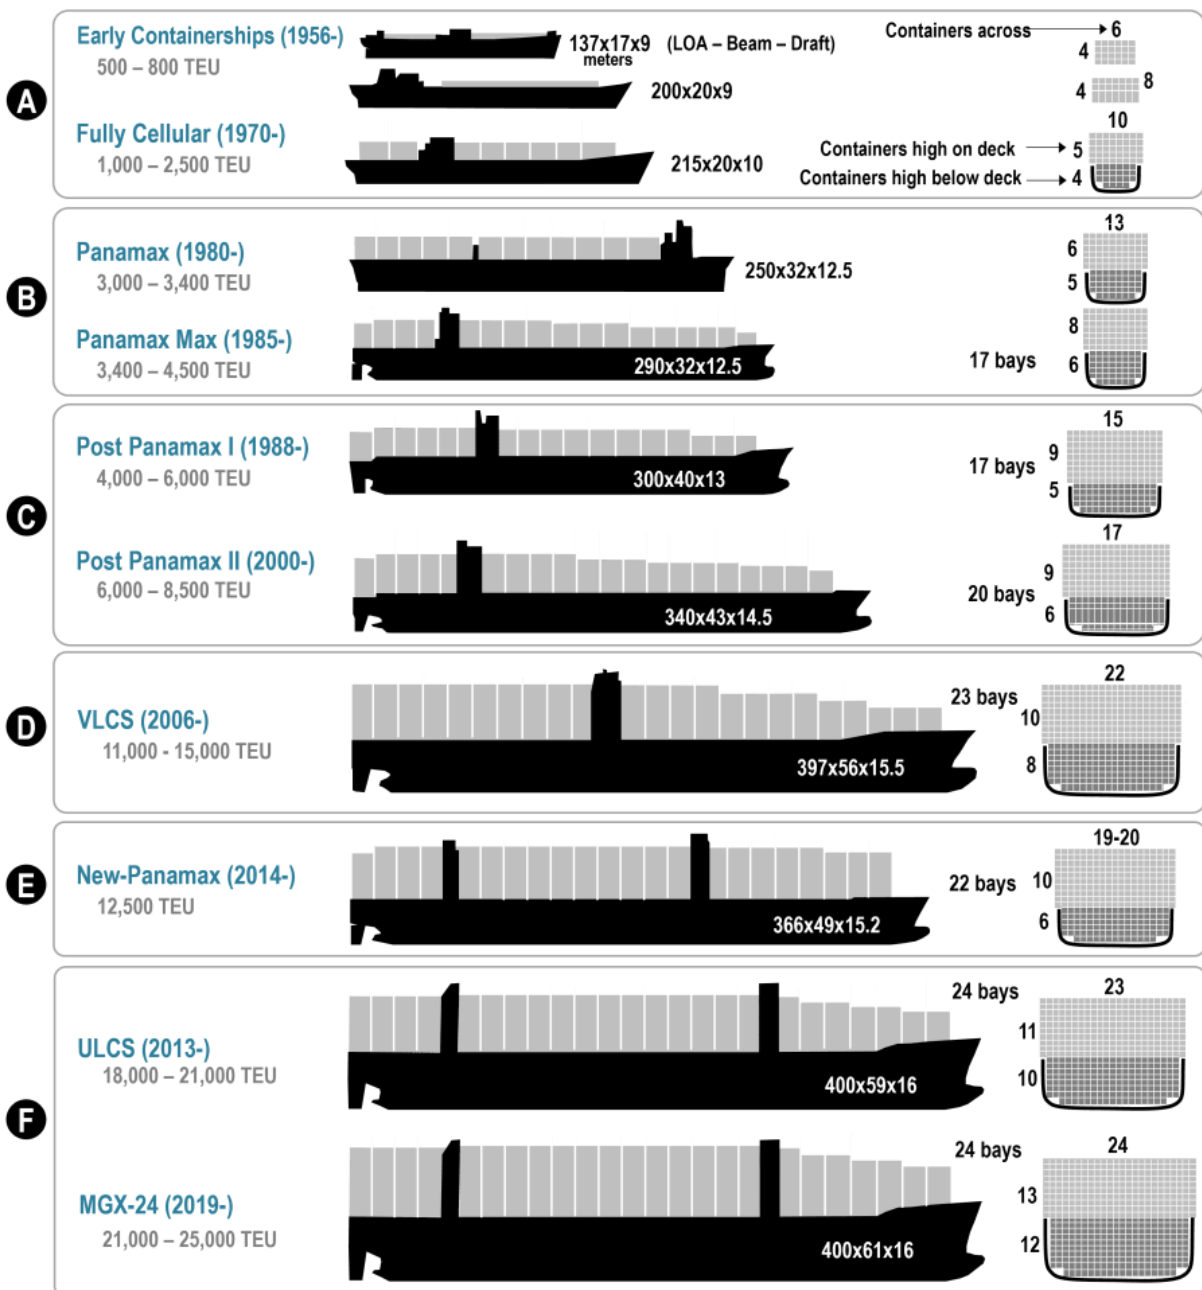 A
Early Containerships (1956-)
500 – 800 TEU
137x17x9 (LOA – Beam – Draft)
meters
200x20x9
Containers across
6
4
4
8
Fully Cellular (1970-)
1,000 – 2,500 TEU
215x20x10
10
Containers high on deck
5
Containers high below deck
4
B
Panamax (1980-)
3,000 – 3,400 TEU
250x32x12.5
13
6
5
Panamax Max (1985-)
3,400 – 4,500 TEU
290x32x12.5
17 bays
8
6
C
Post Panamax I (1988-)
4,000 – 6,000 TEU
300x40x13
17 bays
15
9
5
Post Panamax II (2000-)
6,000 – 8,500 TEU
340x43x14.5
20 bays
17
9
6
D
VLCS (2006-)
11,000 - 15,000 TEU
397x56x15.5
23 bays
22
10
8
E
New-Panamax (2014-)
12,500 TEU
366x49x15.2
22 bays
19-20
10
6
F
ULCS (2013-)
18,000 – 21,000 TEU
400x59x16
24 bays
23
11
10
MGX-24 (2019-)
21,000 – 25,000 TEU
400x61x16
24 bays
24
13
12